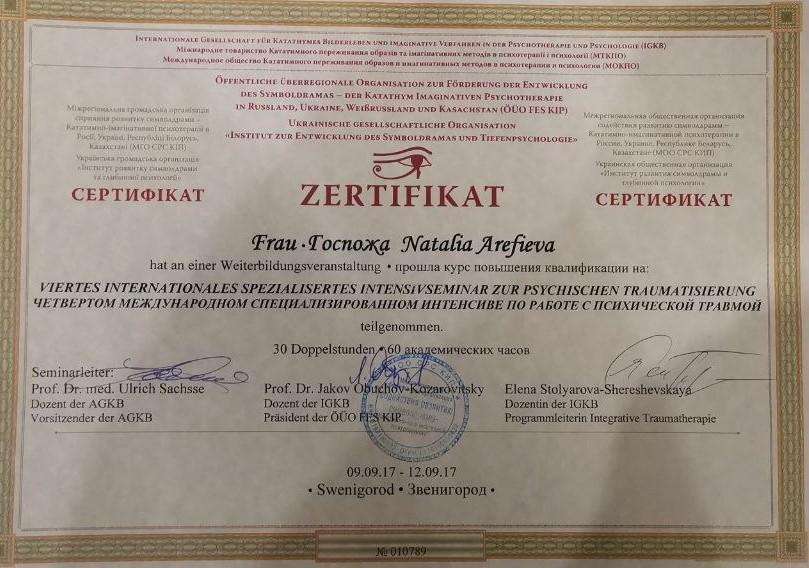 INTERNATIONALE GESELLSCHAFT FÜR KATATHYMES BILDERLEBEN UND IMAGINATIVE VERFAHREN IN DER PSYCHOTHERAPIE UND PSYCHOLOGIE (IGKB)
Міжнародне товариство Кататимного переживання образів та імагінативних методів в психотерапії і психології (МТКПО)
Международное общество Кататимного переживания образов и имагинативных методов в психотерапии и психологии (МОКПО)
ÖFFENTLICHE ÜBERREGIONALE ORGANISATION ZUR FÖRDERUNG DER ENTWICKLUNG
DES SYMBOLDRAMAS – DER KATATHYM IMAGINATIVEN PSYCHOTHERAPIE
IN RUSSLAND, UKRAINE, WEIßRUSSLAND UND KASACHSTAN (ÖÜO FES KIP)
UKRAINISCHE GESELLSCHAFTLICHE ORGANISATION
«INSTITUT ZUR ENTWICKLUNG DES SYMBOLDRAMAS UND TIEFENPSYCHOLOGIE»
Міжрегіональна громадська організація
сприяння розвитку символдрами –
Кататимно-імагінативної психотерапії в
Росії, Україні, Республіці Білорусь,
Казахстані (МГО СРС КІП)
Українська громадська організація
«Інститут розвитку символдрами
та глибинної психології»
СЕРТИФІКАТ
ZERTIFIKAT
Межрегиональная общественная организация
содействия развитию символдрамы –
Кататимно-имагинативной психотерапии в
России, Украине, Республике Беларусь,
Казахстане (МОО СРС КИП)
Украинская общественная организация
«Институт развития символдрамы и
глубинной психологии»
СЕРТИФИКАТ
Frau · Госпожа Natalia Arefieva
hat an einer Weiterbildungsveranstaltung • прошла курс повышения квалификации на:
VIERTES INTERNATIONALES SPEZIALISERTES INTENSiVSEMINAR ZUR PSYCHISCHEN TRAUMATISIERUNG
ЧЕТВЕРТОМ МЕЖДУНАРОДНОМ СПЕЦИАЛИЗИРОВАННОМ ИНТЕНСИВЕ ПО РАБОТЕ С ПСИХИЧЕСКОЙ ТРАВМОЙ
teilgenommen.
30 Doppelstunden • 60 академических часов
Seminarleiter:
Prof. Dr. med. Ulrich Sachsse
Dozent der AGKB
Vorsitzender der AGKB
Prof. Dr. Jakov Obuchov-Kozarovitsky
Dozent der IGKB
Präsident der ÖÜO FES KIP
Elena Stolyarova-Shereshevskaya
Dozentin der IGKB
Programmleiterin Integrative Traumatherapie
09.09.17 - 12.09.17
• Swenigorod • Звенигород •
№ 010789